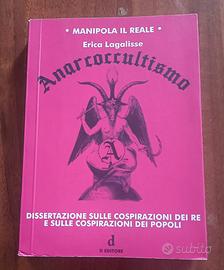 * MANIPOLA IL REALE *
Erica Lagalisse
Anarcoccultismo
A
DISSERTAZIONE SULLE COSPIRAZIONI DEI RE
E SULLE COSPIRAZIONI DEI POPOLI
d
D EDITORE
subito